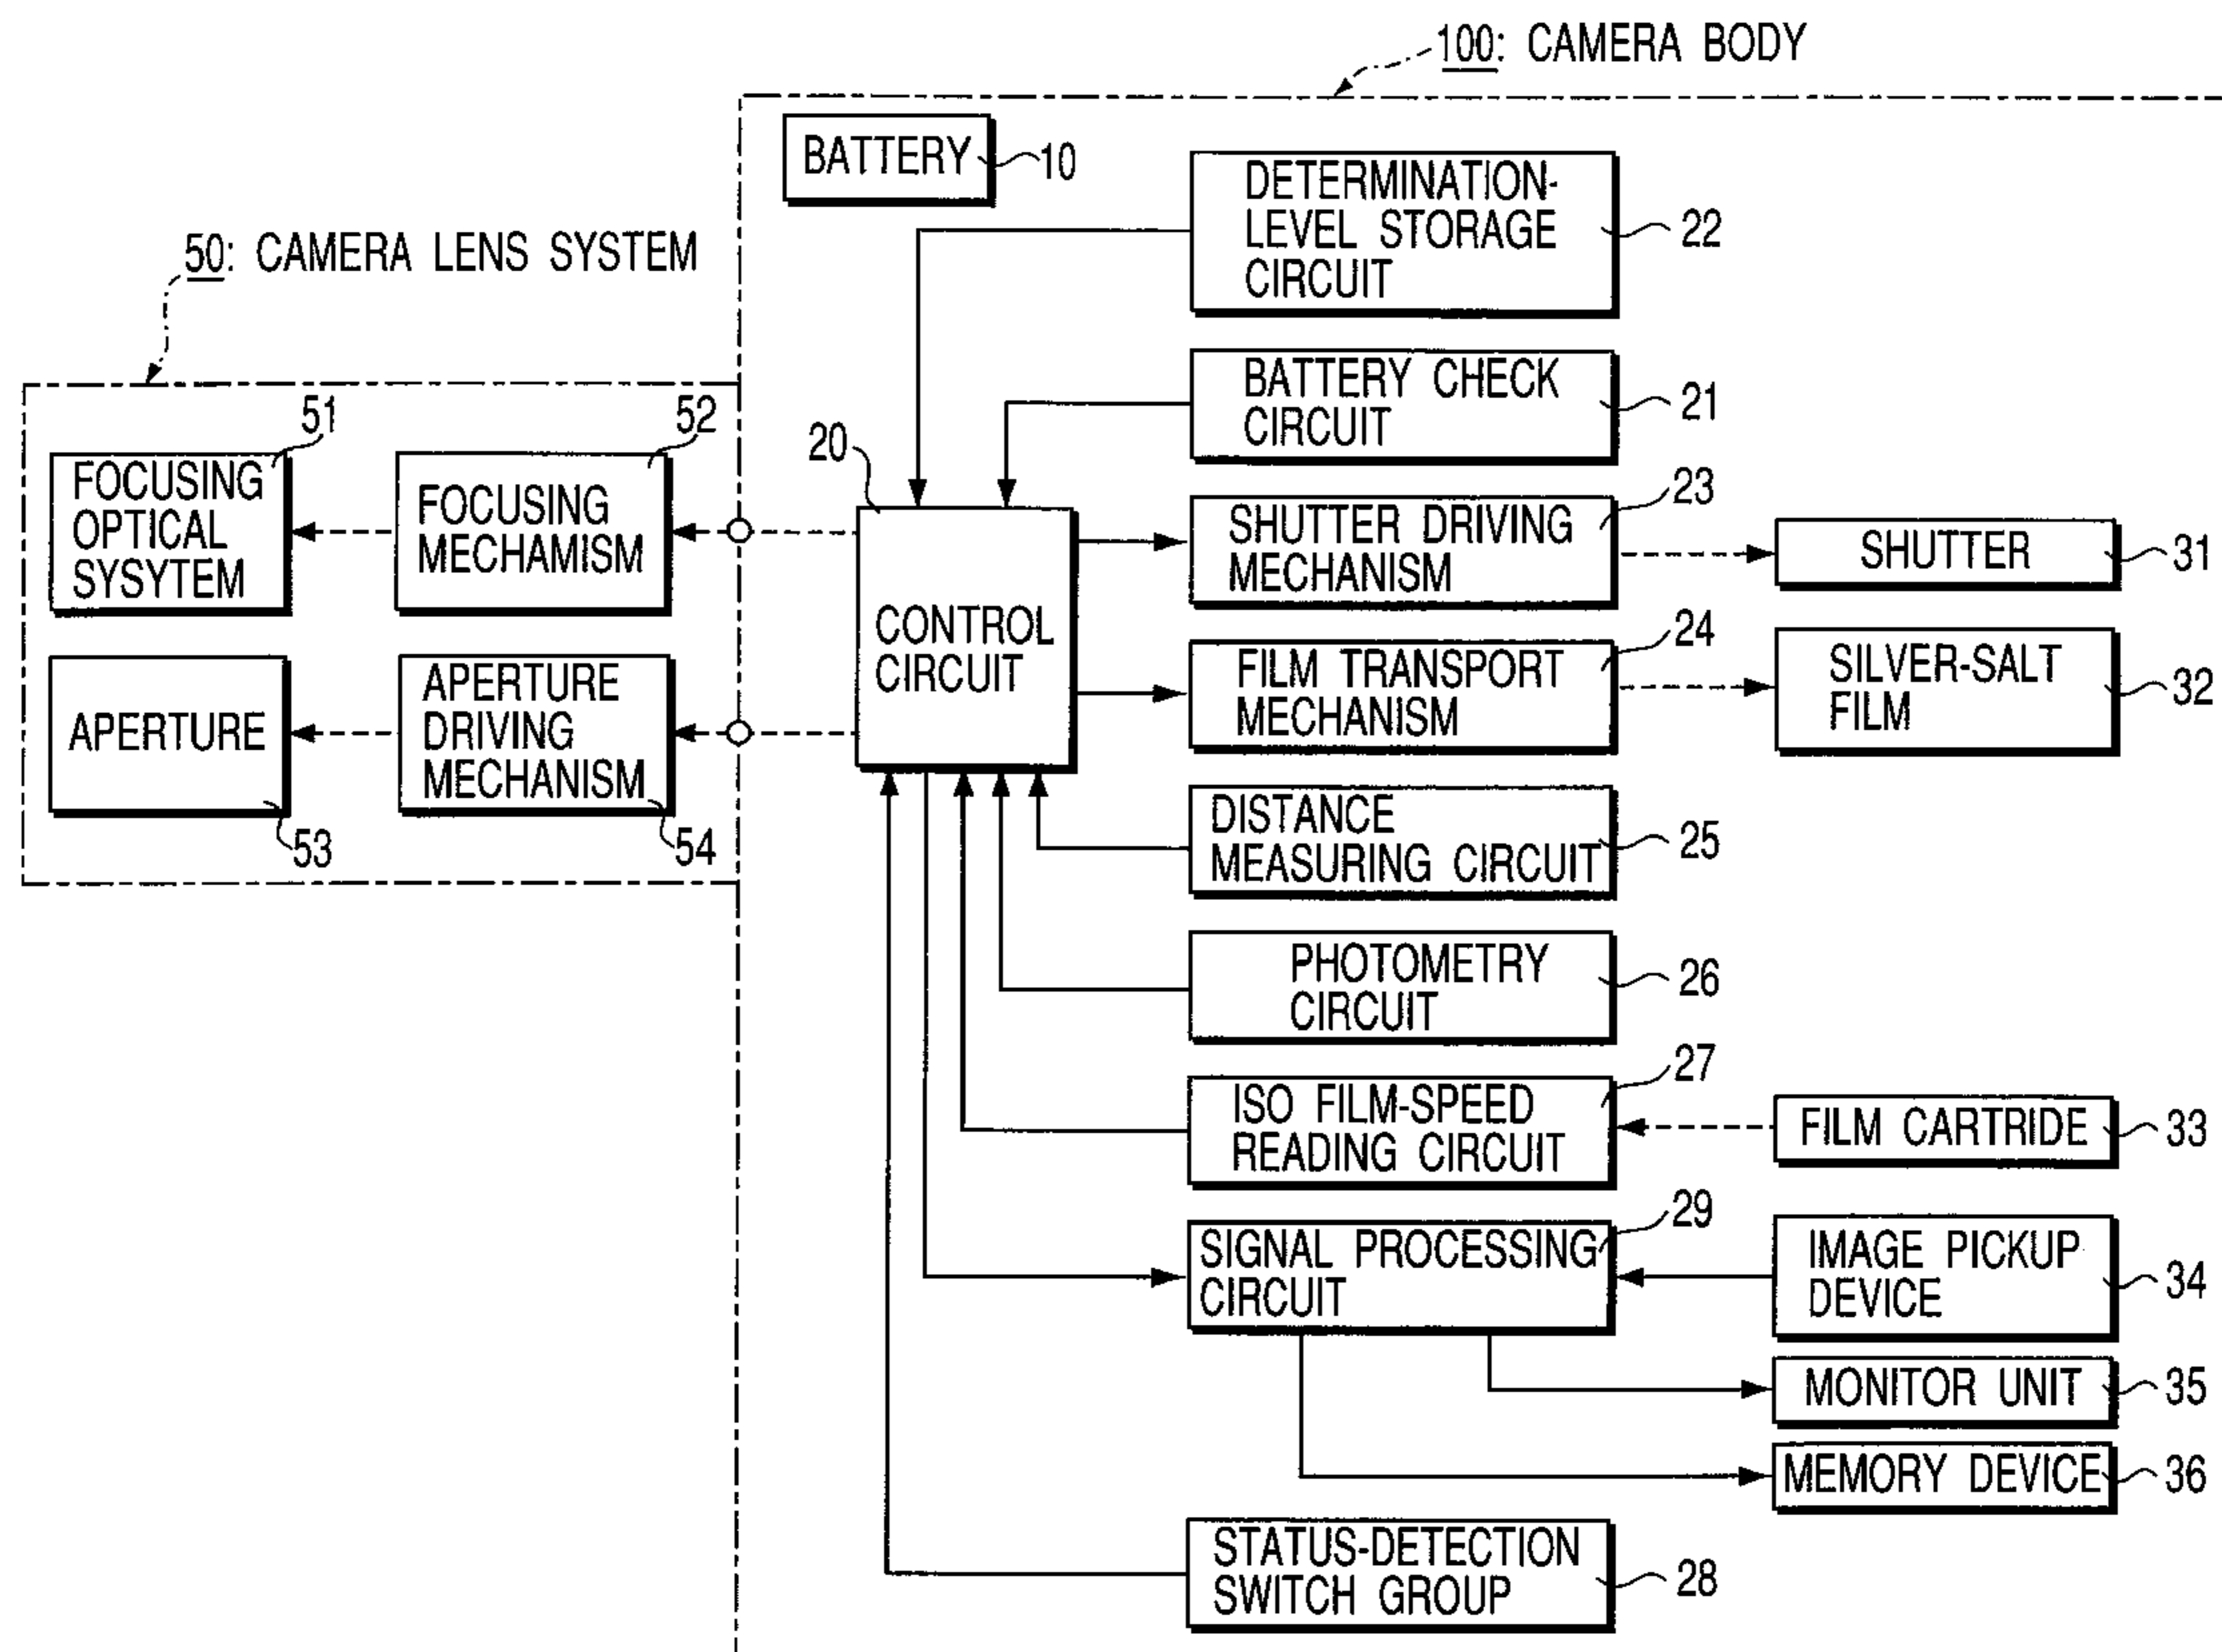 100: CAMERA BODY
BATTERY
10
DETERMINATION-
LEVEL STORAGE
CIRCUIT
22
50: CAMERA LENS SYSTEM
BATTERY CHECK
CIRCUIT
21
51
52
20
FOCUSING
OPTICAL
SYSYTEM
FOCUSING
MECHAMISM
CONTROL
CIRCUIT
SHUTTER DRIVING
MECHANISM
23
SHUTTER
31
FILM TRANSPORT
MECHANISM
24
SILVER-SALT
FILM
32
APERTURE
53
APERTURE
DRIVING
MECHANISM
54
DISTANCE
MEASURING CIRCUIT
25
PHOTOMETRY
CIRCUIT
26
ISO FILM-SPEED
READING CIRCUIT
27
FILM CARTRIDE
33
SIGNAL PROCESSING
CIRCUIT
29
IMAGE PICKUP
DEVICE
34
MONITOR UNIT
35
MEMORY DEVICE
36
STATUS-DETECTION
SWITCH GROUP
28